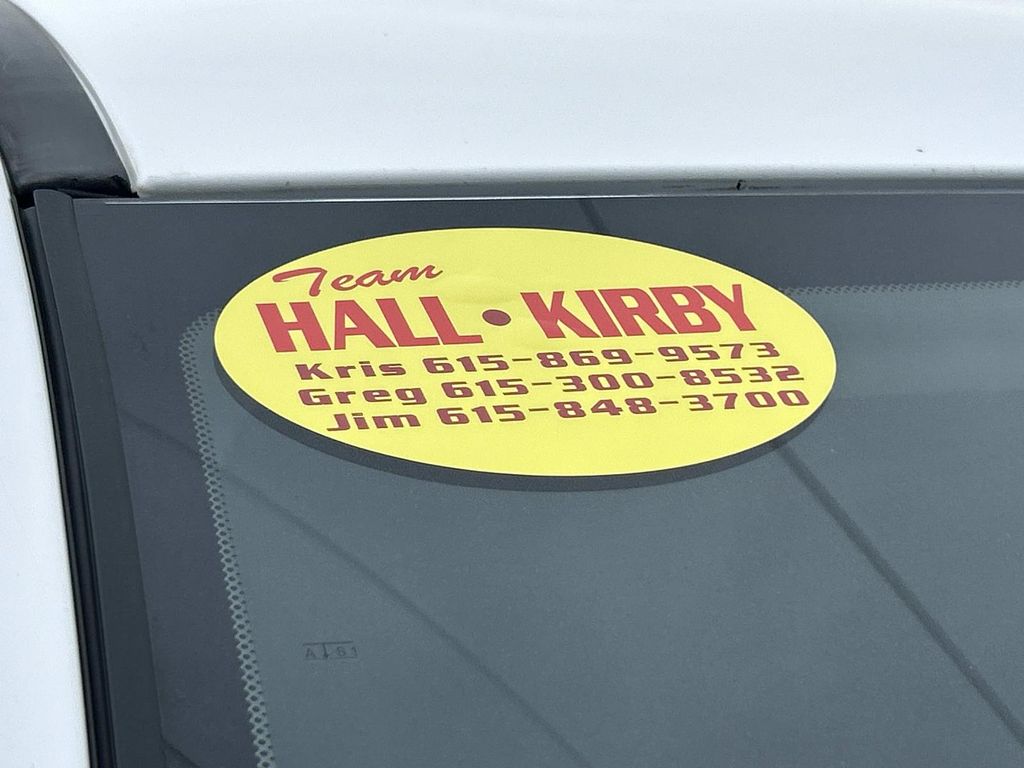 Team
HALL • KIRBY
Kris 615-869-9573
Greg 615-300-8532
Jim 615-848-3700